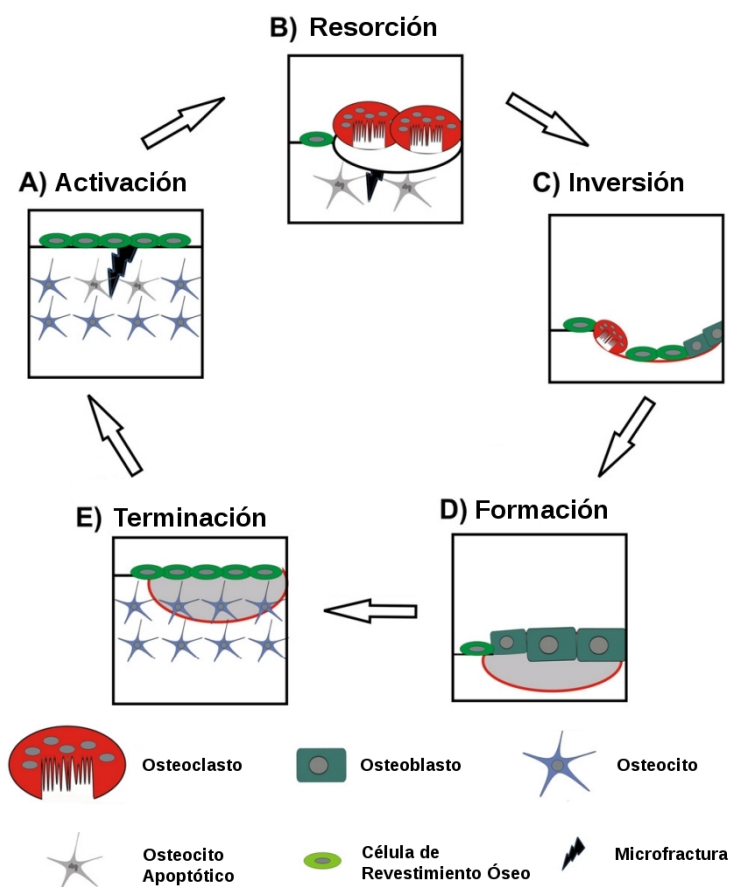 B) Resorción
A) Activación
C) Inversión
E) Terminación
D) Formación
Osteoclasto
Osteoblasto
Osteocito
Osteocito
Apoptótico
Célula de
Revestimiento Óseo
Microfractura